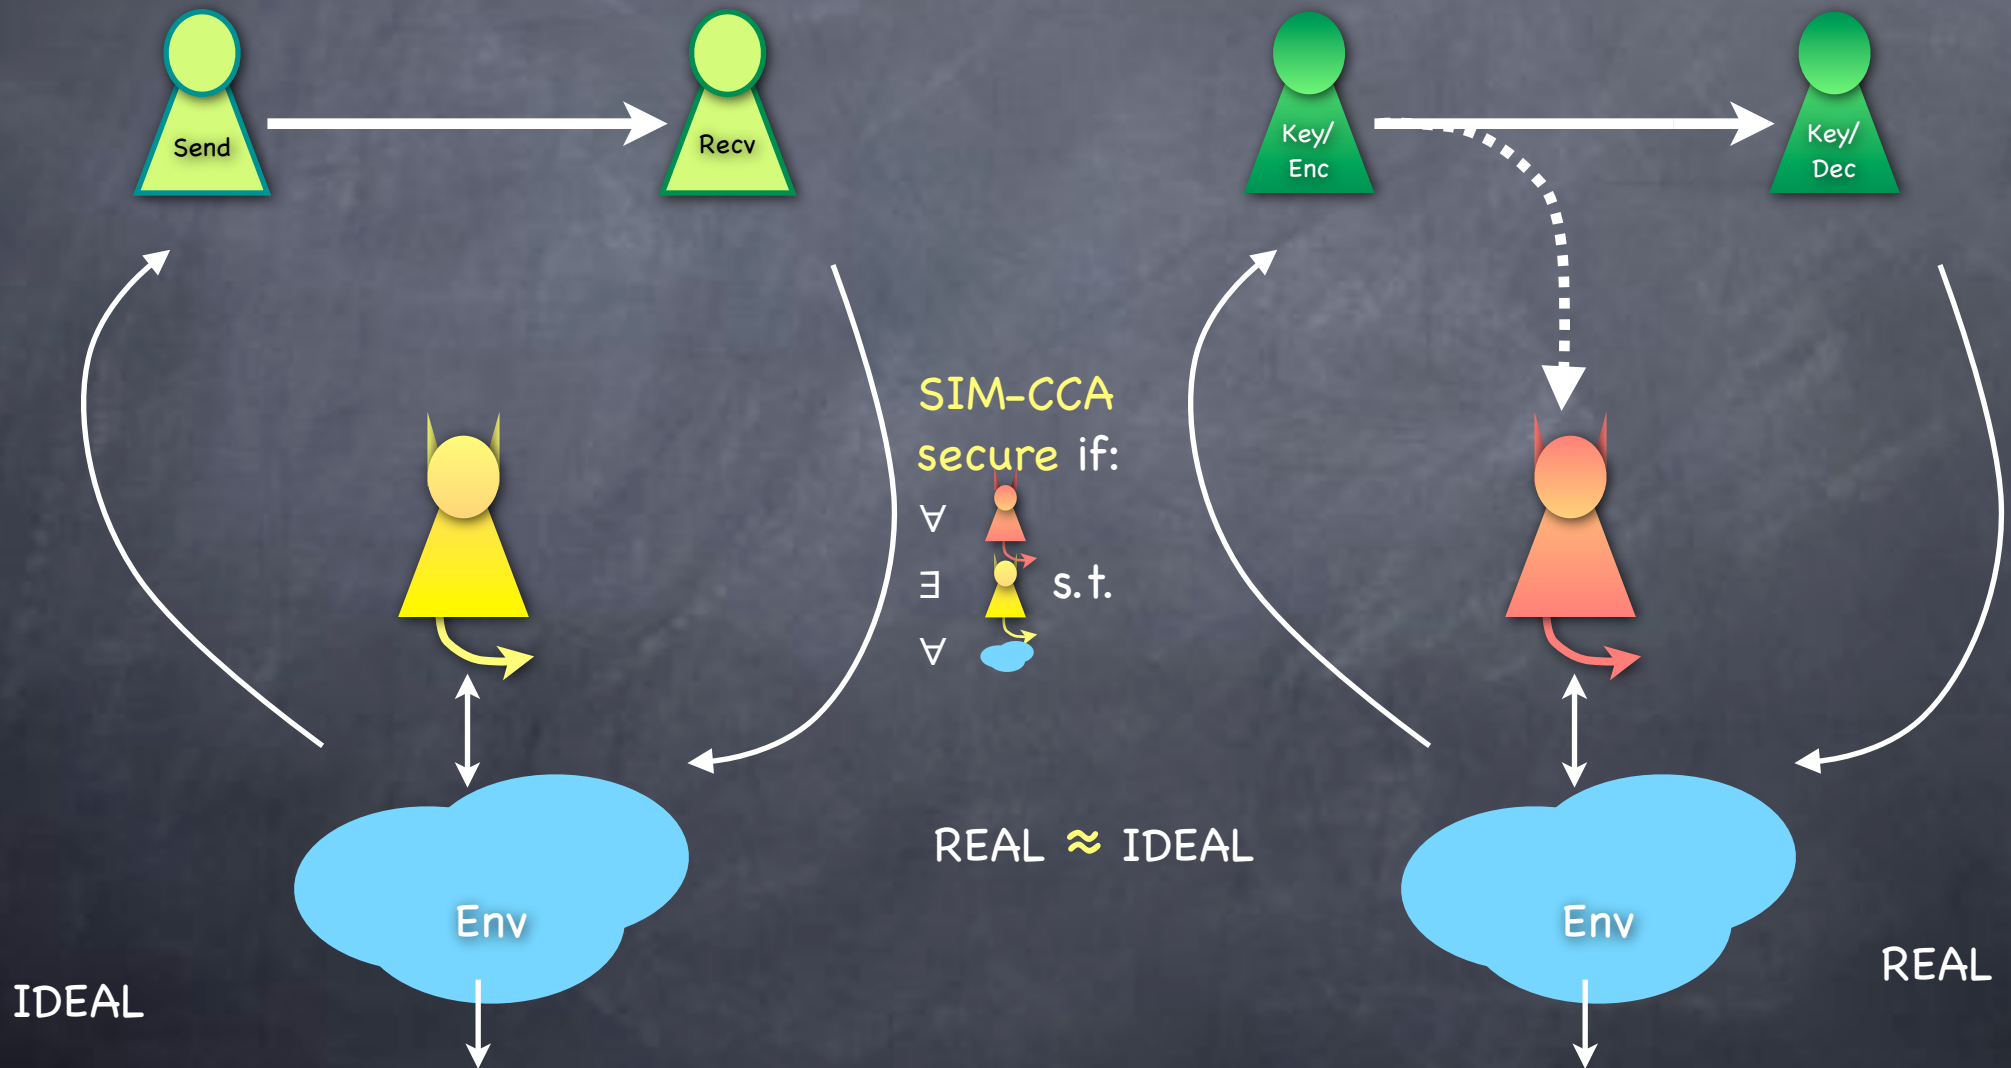 Send
Recv
Key/
Enc
Key/
Dec
SIM-CCA
secure if:
∀
∃ s.t.
∀
REAL ≈ IDEAL
Env
Env
IDEAL
REAL